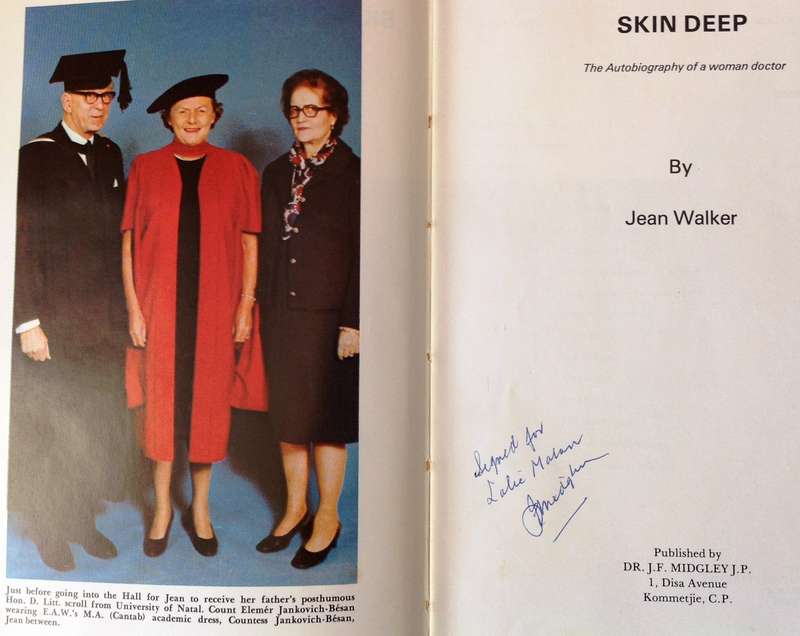 Just before going into the Hall for Jean to receive her father's posthumous
Hon. D. Litt. scroll from University of Natal. Count Elemér Jankovich-Bésan
wearing E.A.W.'s M.A. (Cantab) academic dress, Countess Jankovich-Bésan,
Jean between.
SKIN DEEP
The Autobiography of a woman doctor
By
Jean Walker
Signed for
Malan
Published by
DR. J.F. MIDGLEY J.P.
1, Disa Avenue
Kommetjie, C.P.